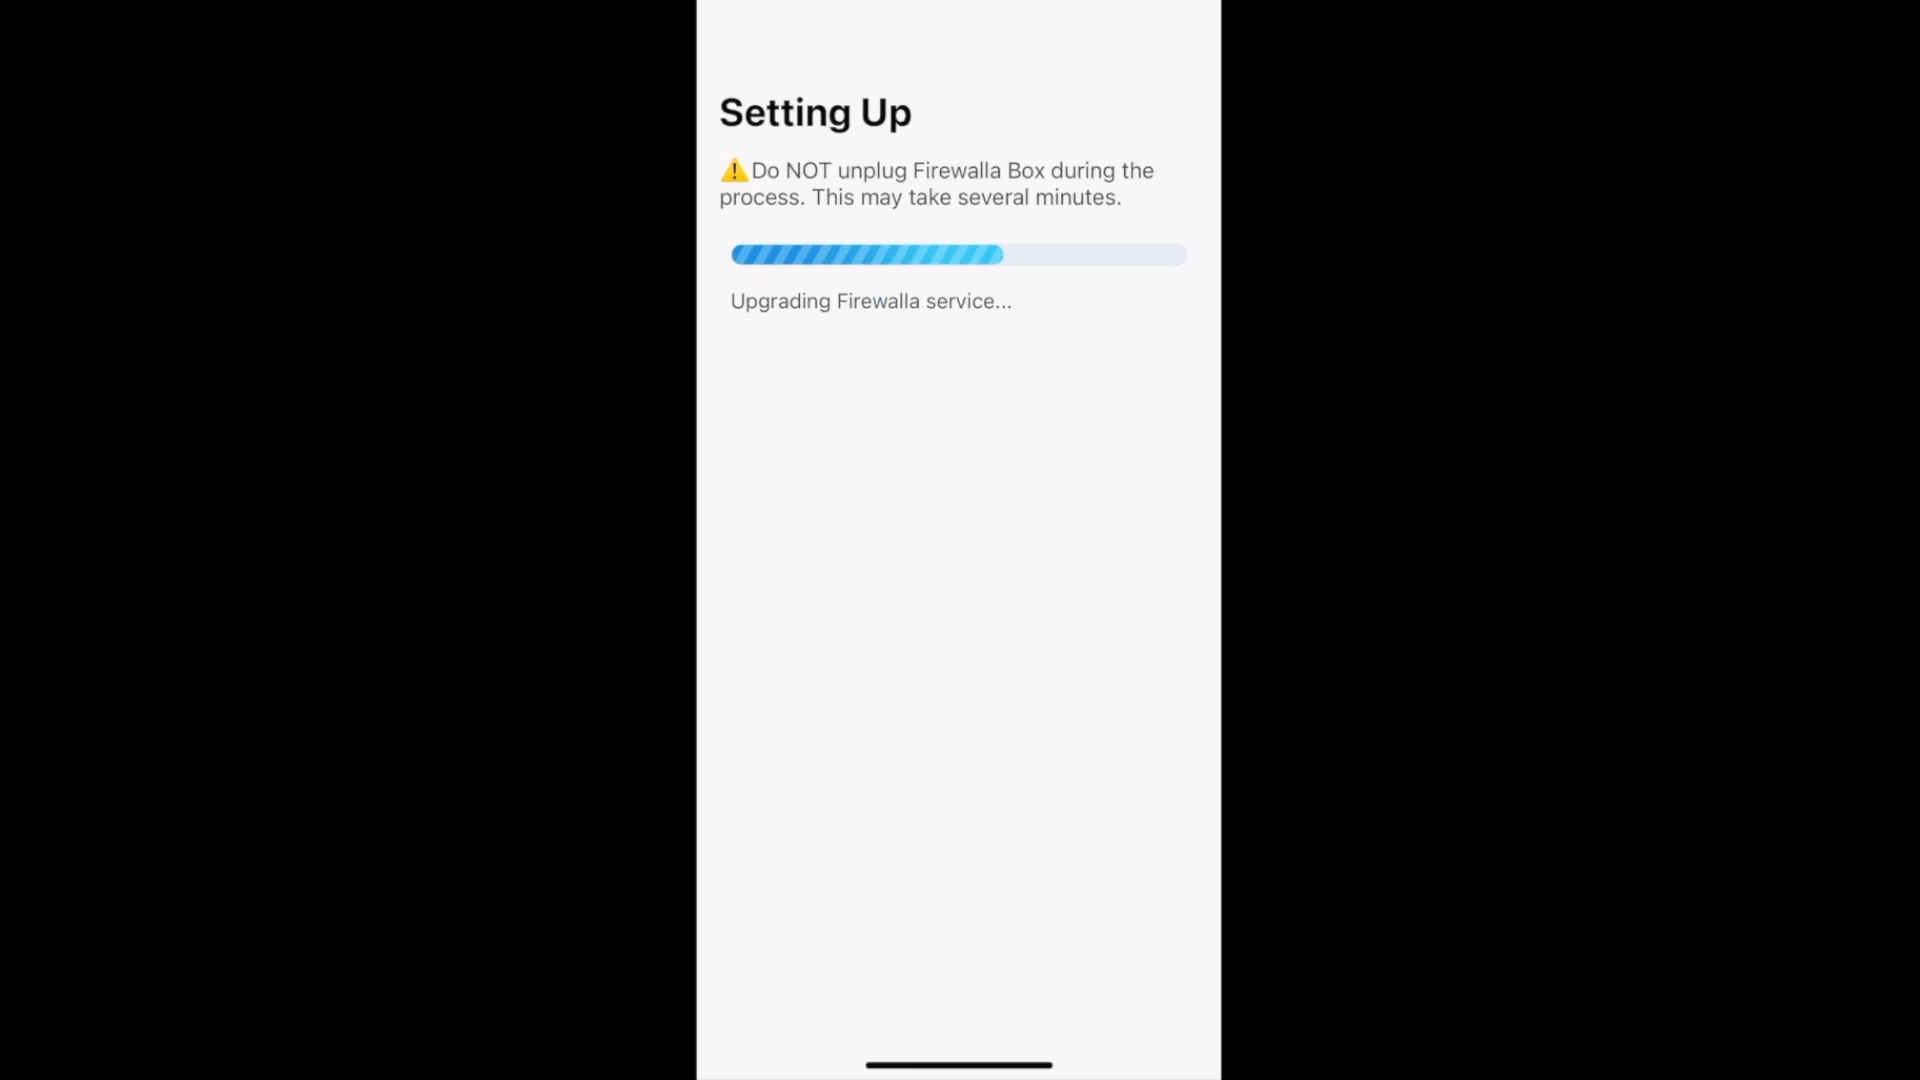 Setting Up
⚠️Do NOT unplug Firewalla Box during the
process. This may take several minutes.
Upgrading Firewalla service...